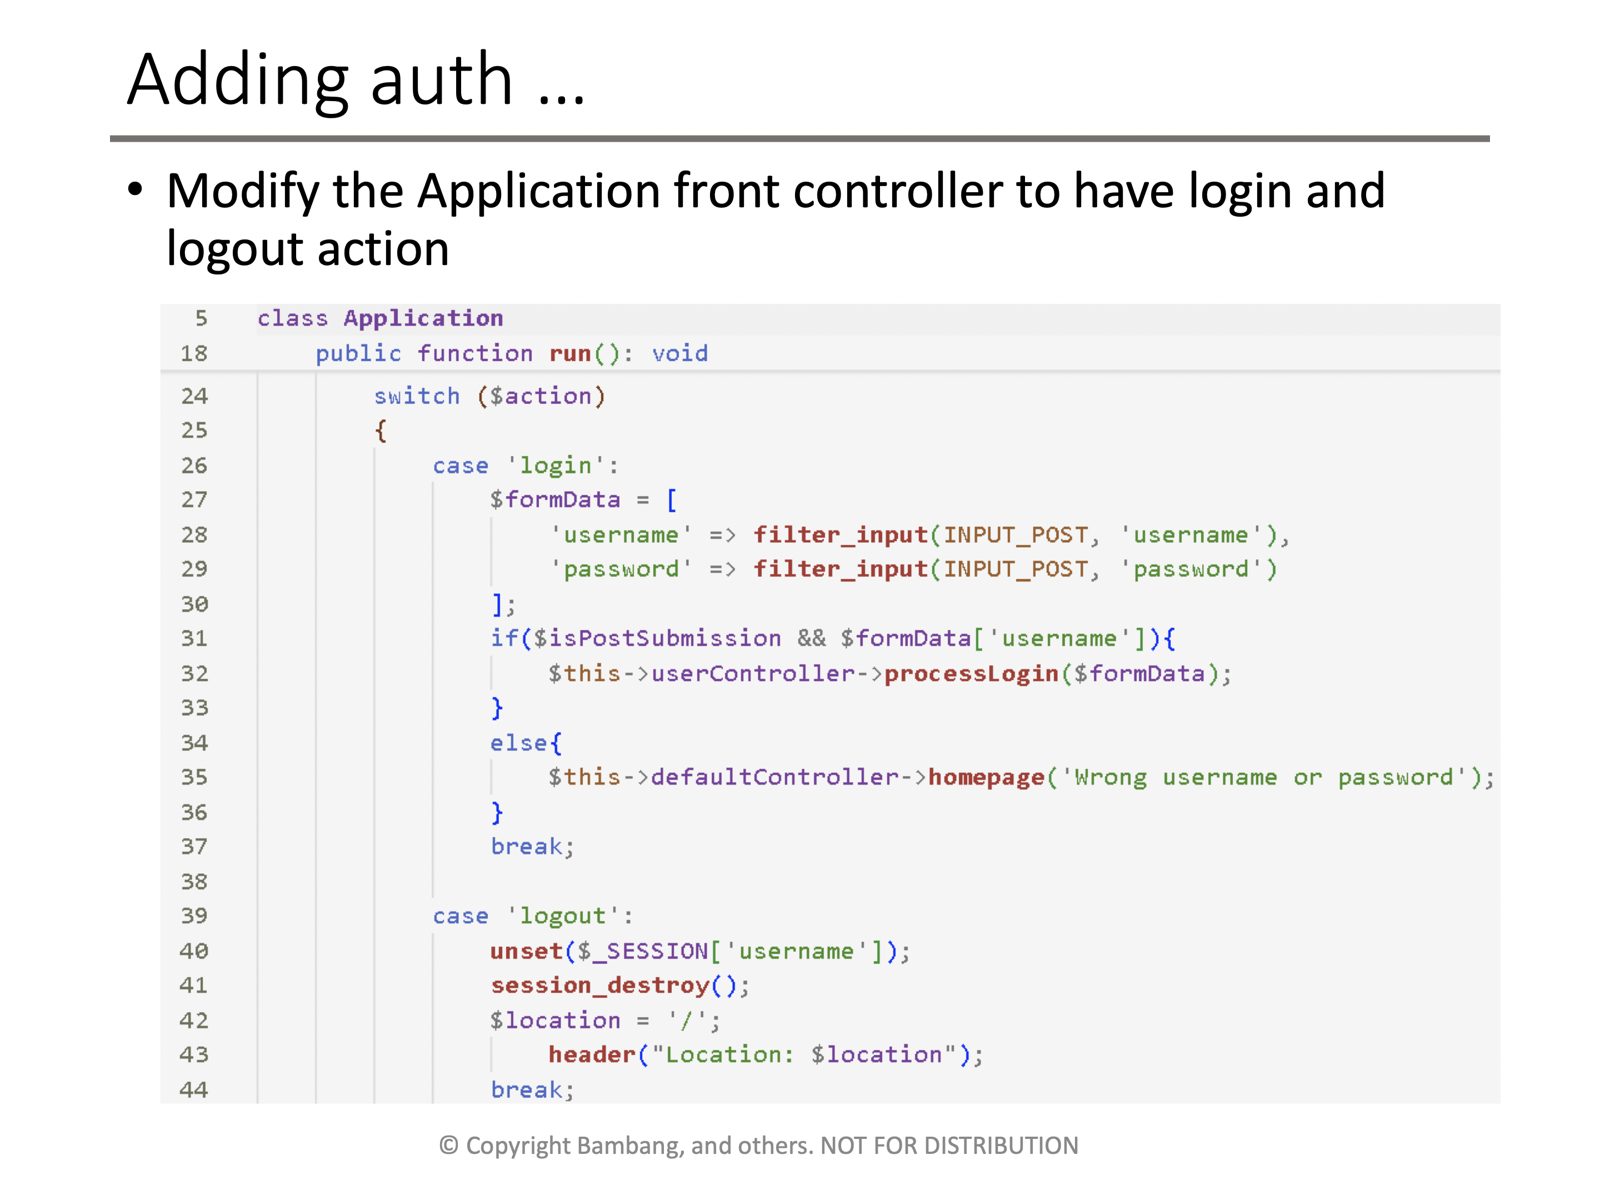 Adding auth ...
• Modify the Application front controller to have login and
logout action
5 class Application
18 public function run(): void
24 switch ($action)
25 {
26 case 'login':
27 $formData = [
28 'username' => filter_input(INPUT_POST, 'username'),
29 'password' => filter_input(INPUT_POST, 'password')
30 ];
31 if($isPostSubmission && $formData['username']){
32 $this->userController->processLogin($formData);
33 }
34 else{
35 $this->defaultController->homepage('Wrong username or password');
36 }
37 break;
38
39 case 'logout':
40 unset($_SESSION['username']);
41 session_destroy();
42 $location = '/';
43 header("Location: $location");
44 break;
© Copyright Bambang, and others. NOT FOR DISTRIBUTION